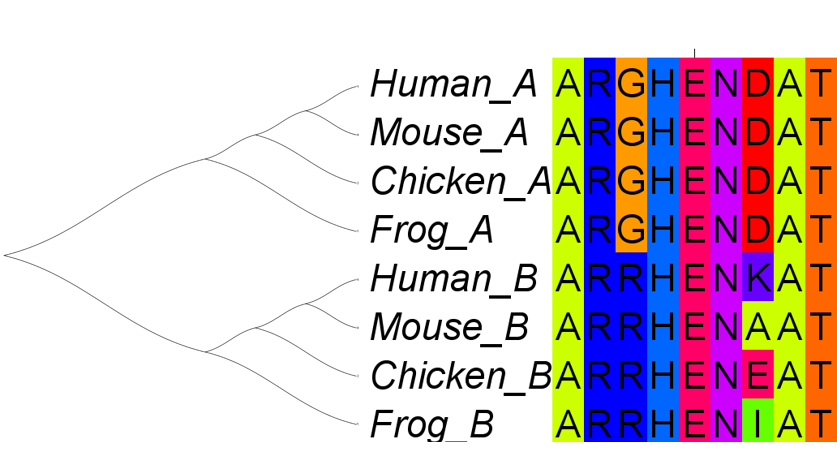 Human_A ARGHENDAT
Mouse_A ARGHENDAT
Chicken_A ARGHENDAT
Frog_A ARGHENDAT
Human_B ARRHENKAT
Mouse_B ARRHENAAT
Chicken_B ARRHENEAT
Frog_B ARRHENIAT